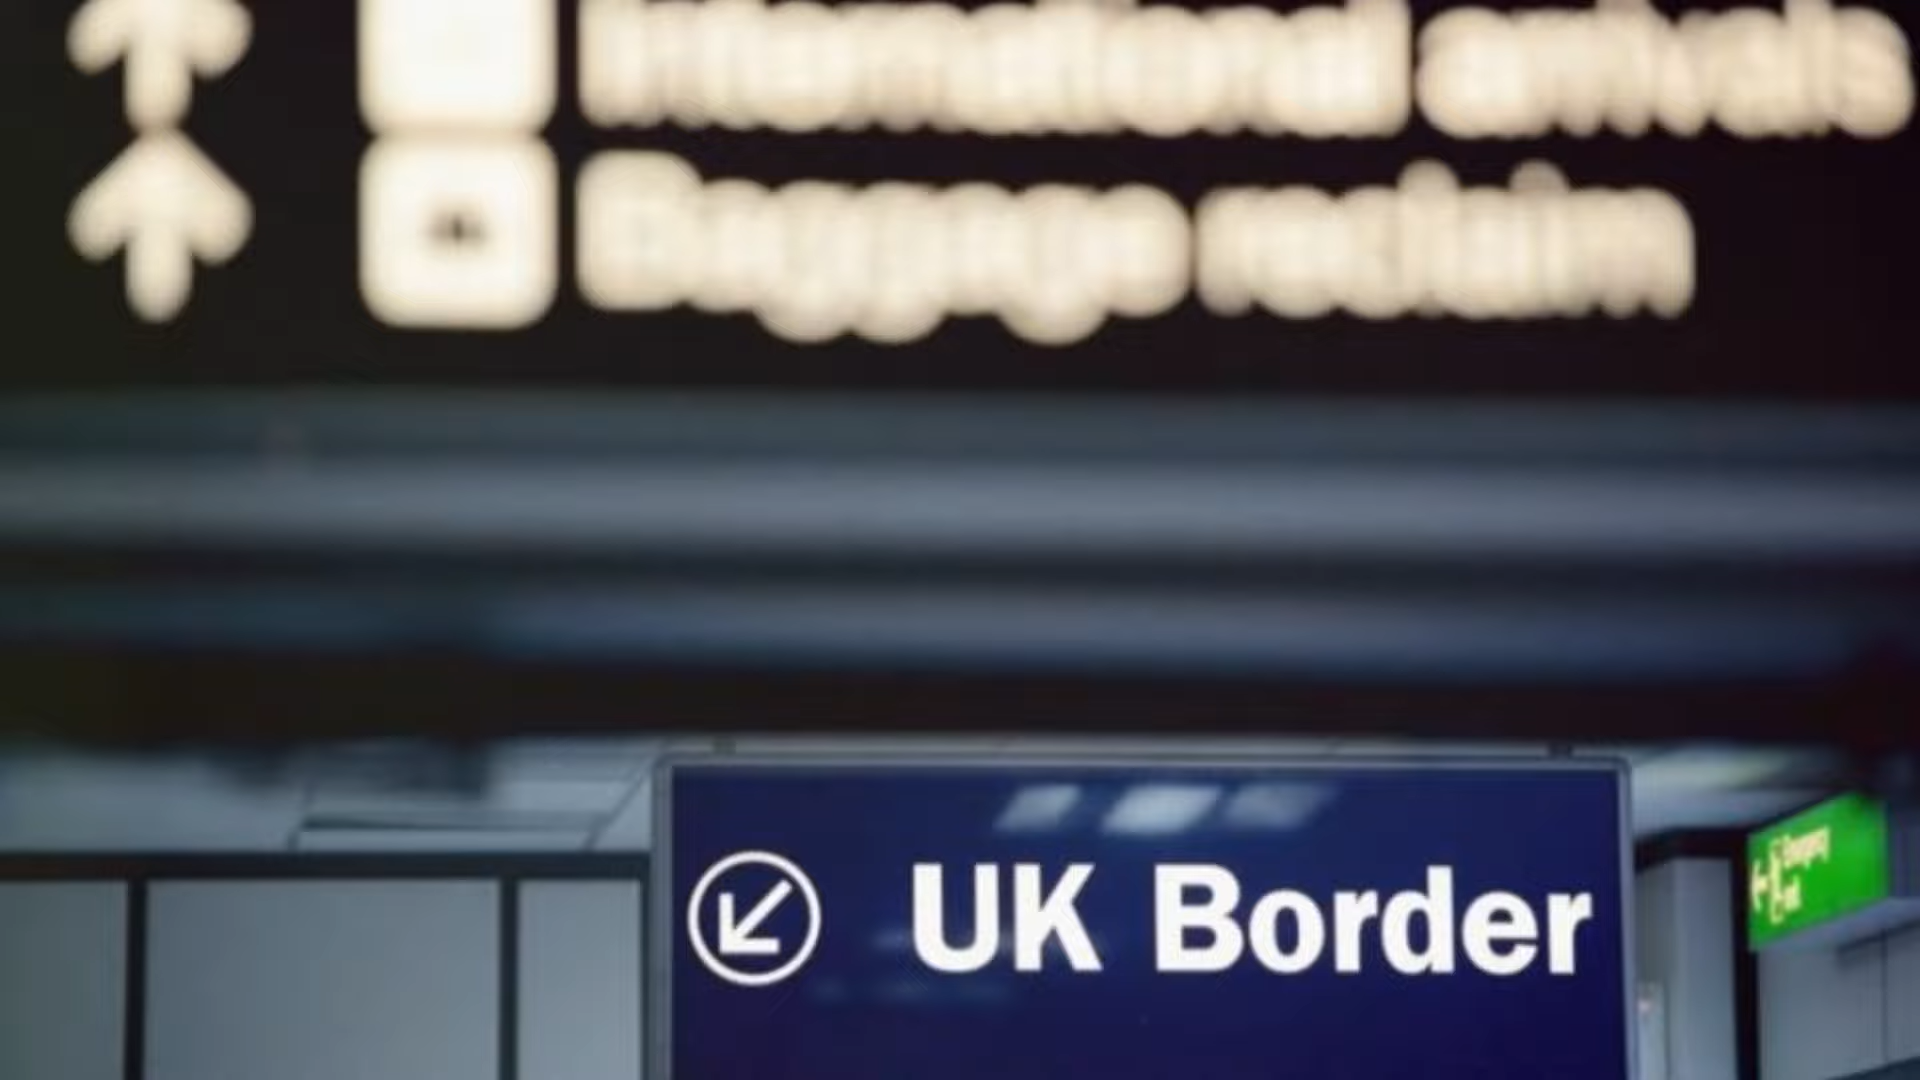 International arrivals
Baggage reclaim
UK Border